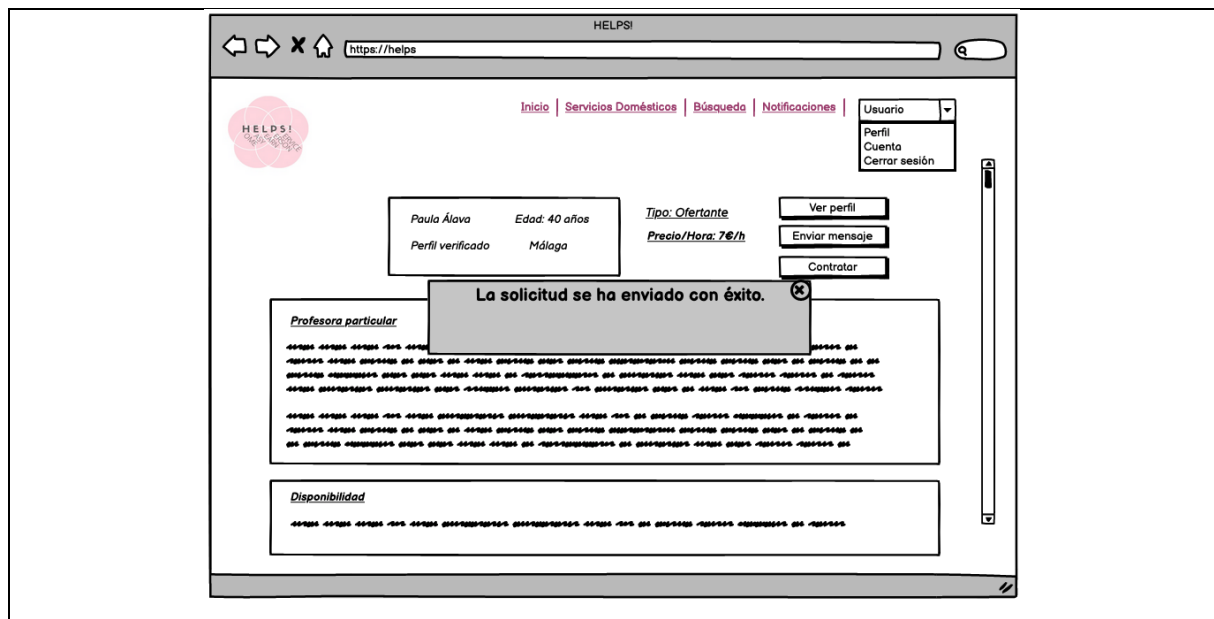 HELPS!
https://helps
HELPS!
Inicio | Servicios Domésticos | Búsqueda | Notificaciones |
Usuario
Perfil
Cuenta
Cerrar sesión
Paula Álava Edad: 40 años
Perfil verificado Málaga
Tipo: Ofertante
Precio/Hora: 7€/h
Ver perfil
Enviar mensaje
Contratar
La solicitud se ha enviado con éxito.
Profesora particular
Disponibilidad